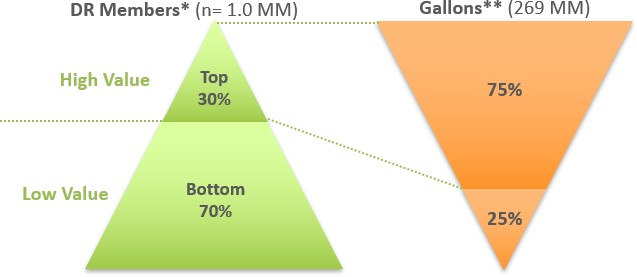 DR Members* (n= 1.0 MM)
Gallons** (269 MM)
High Value
Top
30%
75%
Low Value
Bottom
70%
25%